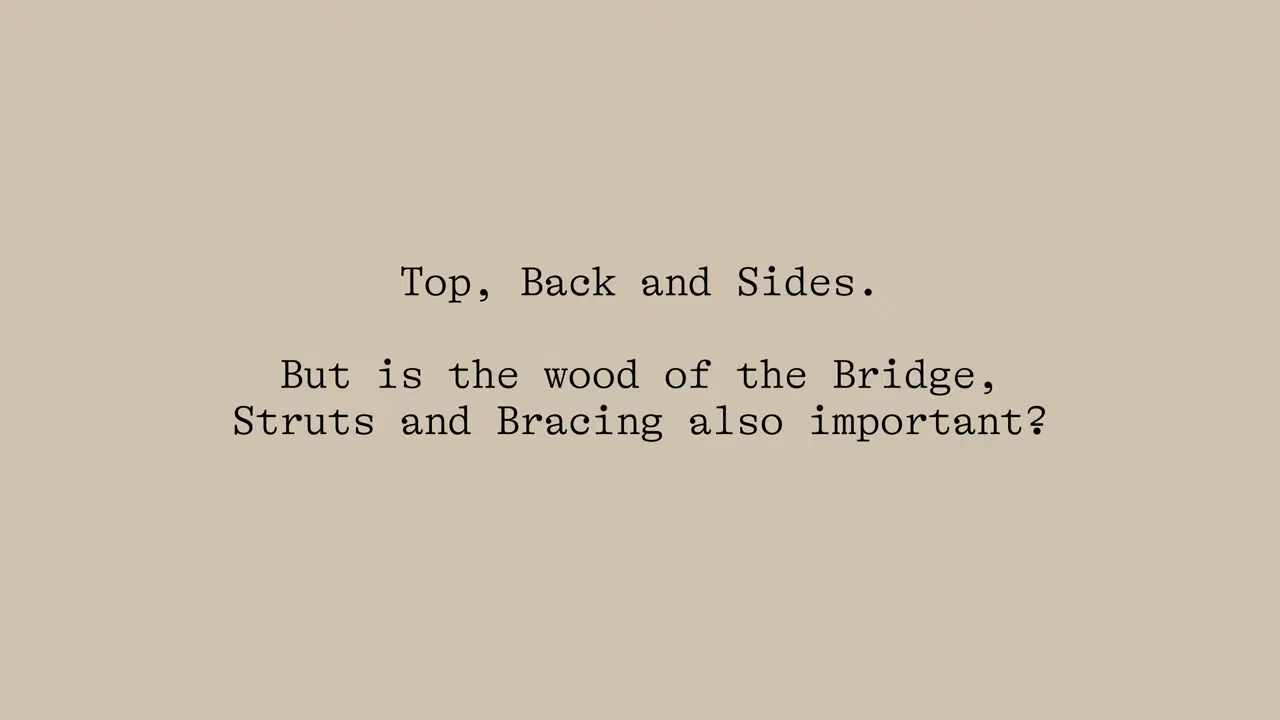 Top, Back and Sides.
But is the wood of the Bridge,
Struts and Bracing also important?